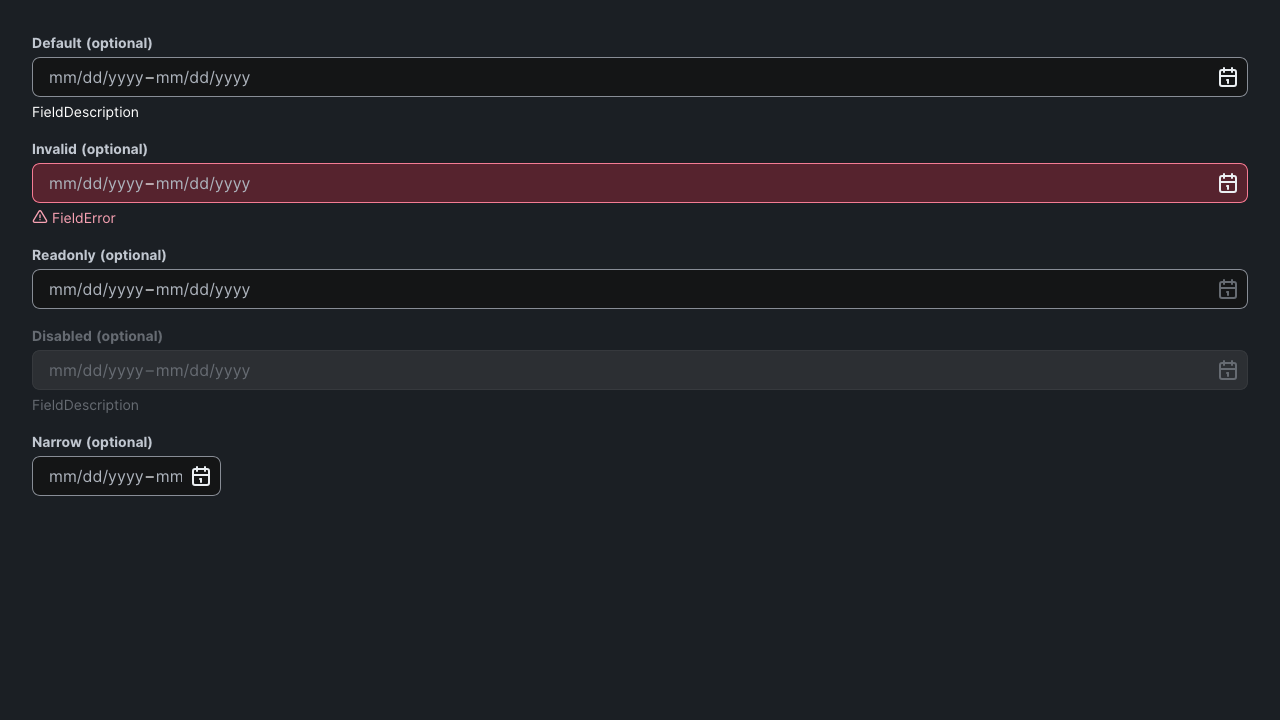 Default (optional)
mm/dd/yyyy–mm/dd/yyyy
FieldDescription
Invalid (optional)
mm/dd/yyyy–mm/dd/yyyy
FieldError
Readonly (optional)
mm/dd/yyyy–mm/dd/yyyy
Disabled (optional)
mm/dd/yyyy–mm/dd/yyyy
FieldDescription
Narrow (optional)
mm/dd/yyyy–mm